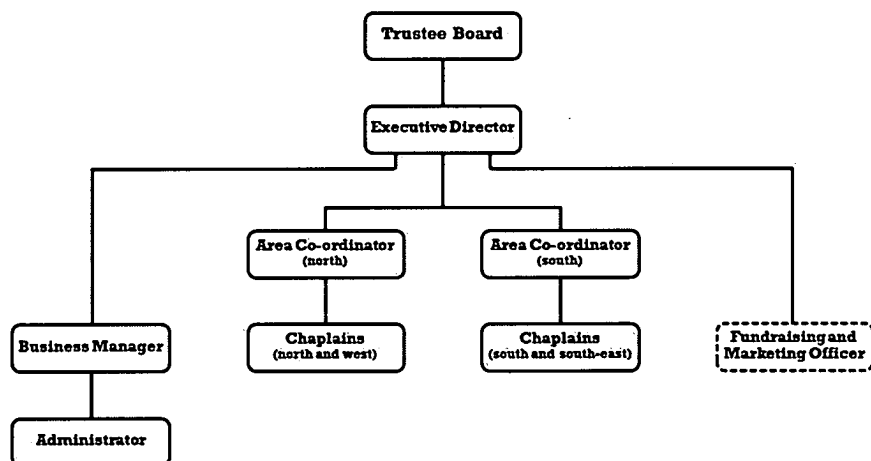 Trustee Board
Executive Director
Area Co-ordinator
(north)
Area Co-ordinator
(south)
Business Manager
Chaplains
(north and west)
Chaplains
(south and south-east)
Fundraising and
Marketing Officer
Administrator